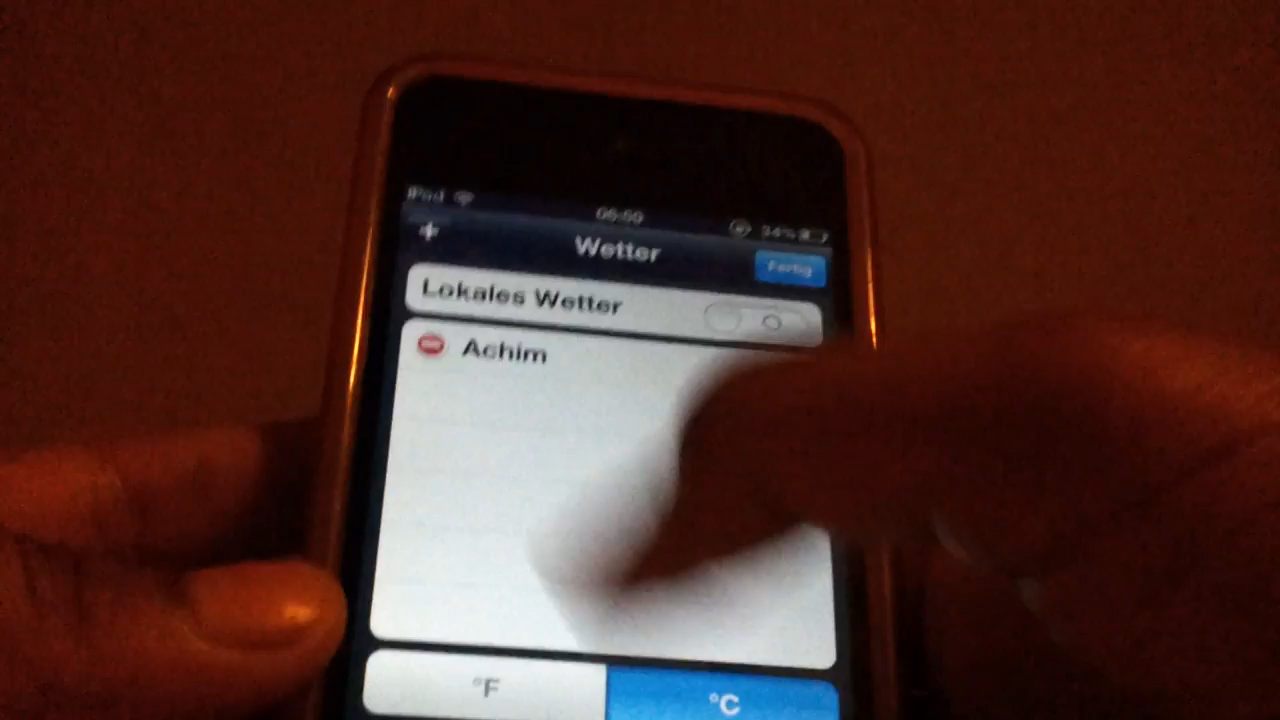 iPod
06:59
34%
+
Wetter
Fertig
Lokales Wetter
Achim
°F
°C